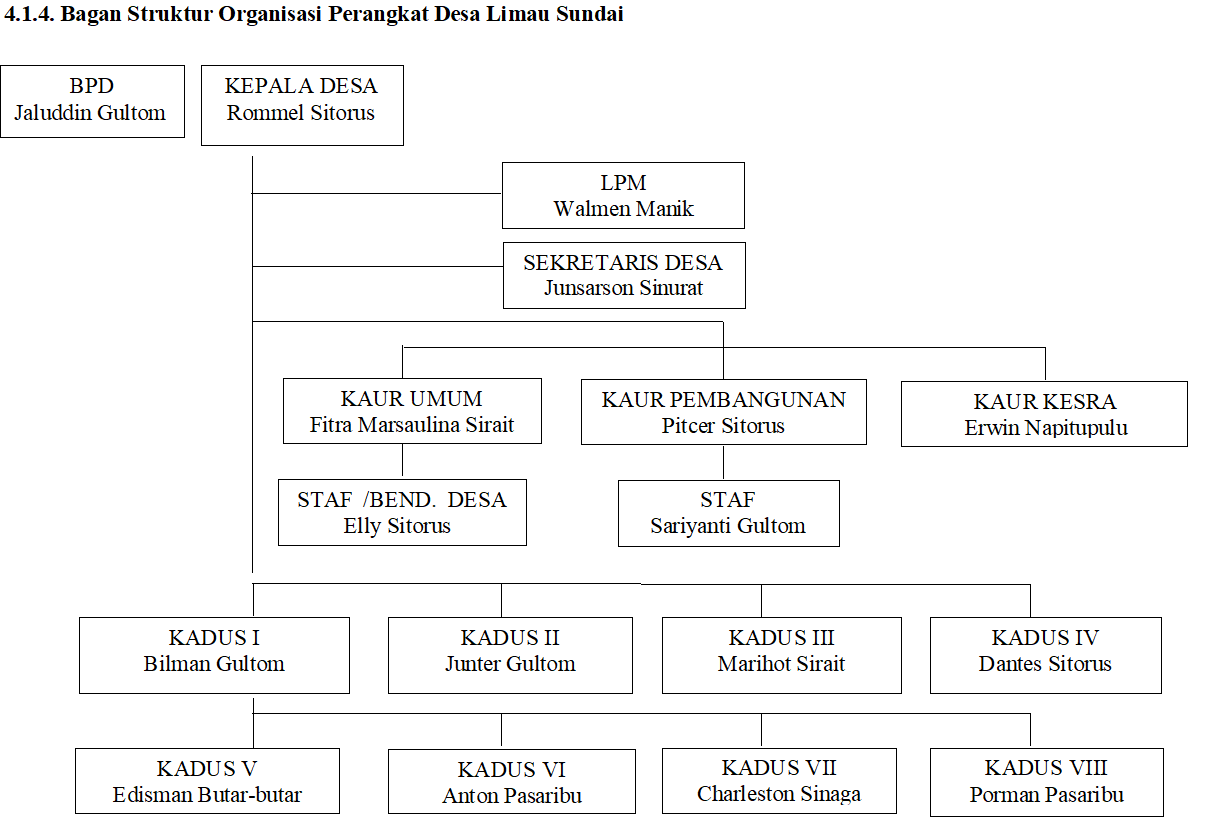 4.1.4. Bagan Struktur Organisasi Perangkat Desa Limau Sundai
BPD
Jaluddin Gultom
KEPALA DESA
Rommel Sitorus
LPM
Walmen Manik
SEKRETARIS DESA
Junsarson Sinurat
KAUR UMUM
Fitra Marsaulina Sirait
KAUR PEMBANGUNAN
Pitcer Sitorus
KAUR KESRA
Erwin Napitupulu
STAF /BEND. DESA
Elly Sitorus
STAF
Sariyanti Gultom
KADUS I
Bilman Gultom
KADUS II
Junter Gultom
KADUS III
Marihot Sirait
KADUS IV
Dantes Sitorus
KADUS V
Edisman Butar-butar
KADUS VI
Anton Pasaribu
KADUS VII
Charleston Sinaga
KADUS VIII
Porman Pasaribu